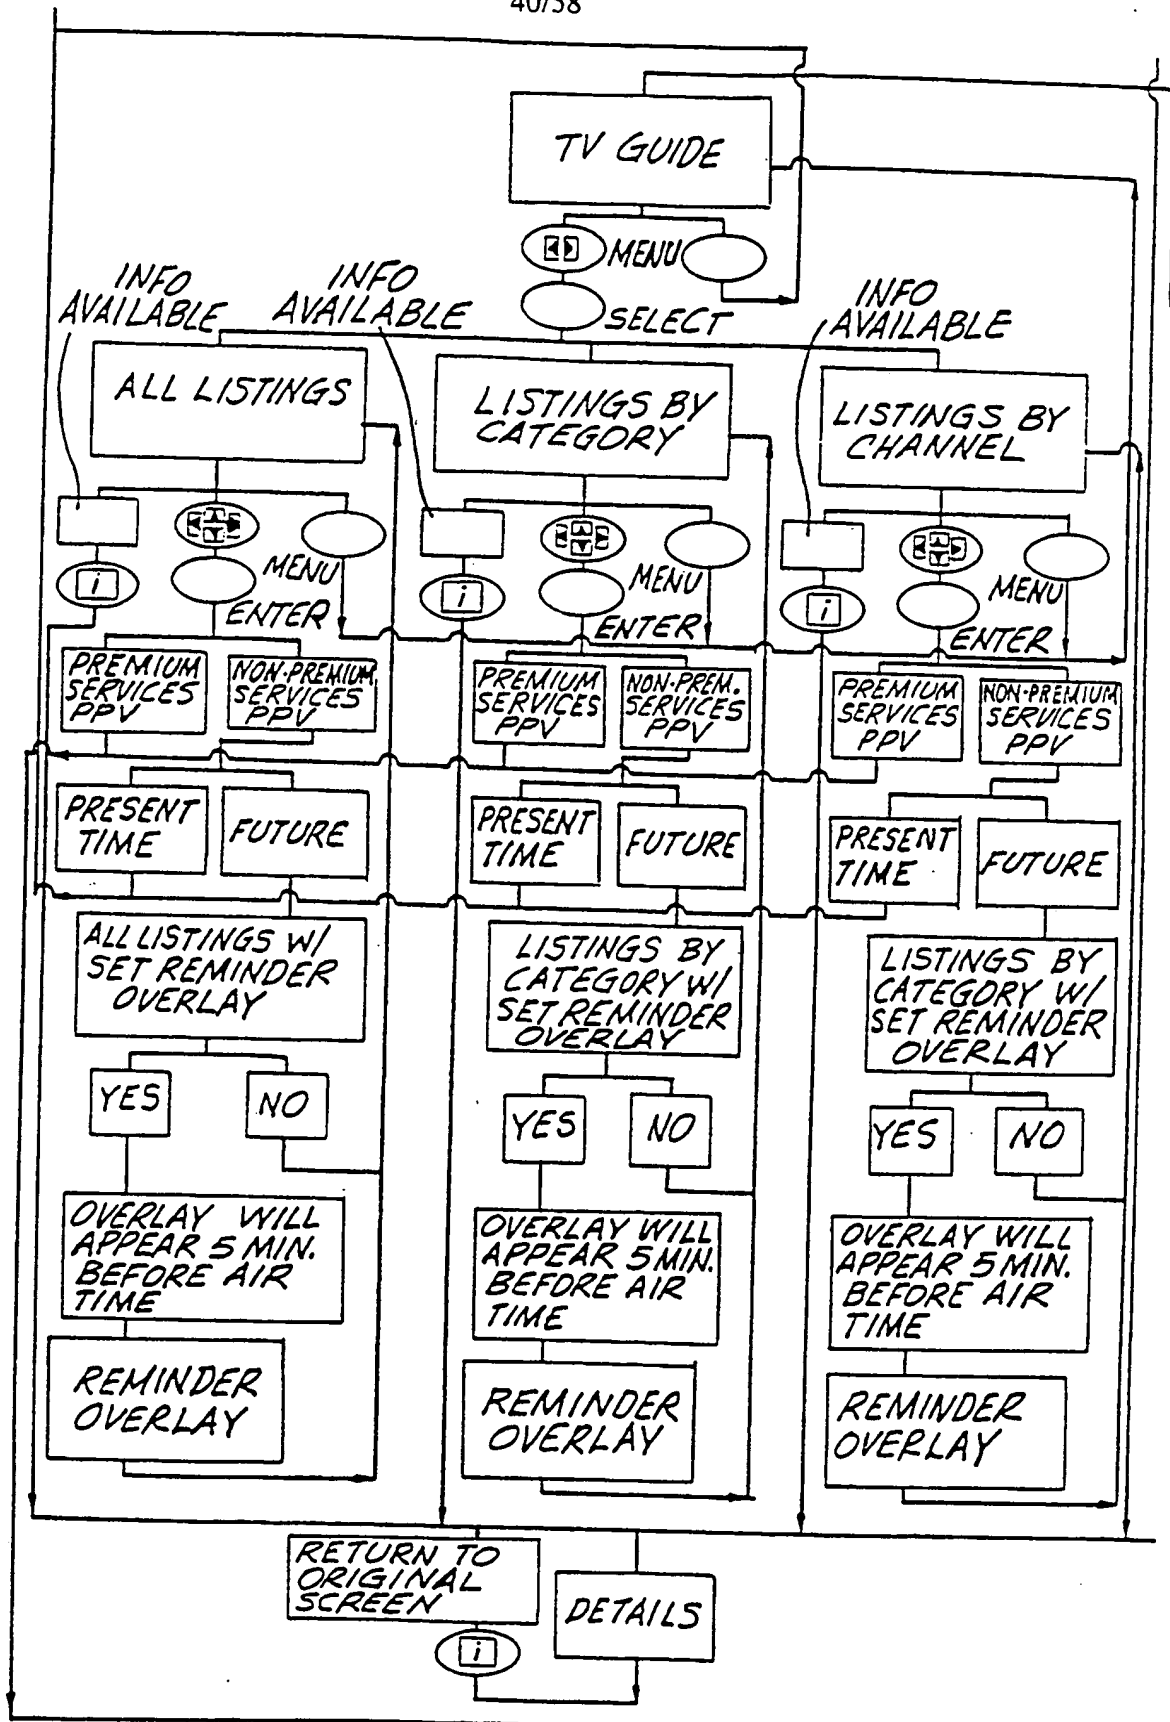 40/58
TV GUIDE
MENU
SELECT
INFO
AVAILABLE
INFO
AVAILABLE
INFO
AVAILABLE
ALL LISTINGS
LISTINGS BY
CATEGORY
LISTINGS BY
CHANNEL
MENU
i
ENTER
MENU
i
ENTER
MENU
i
ENTER
PREMIUM
SERVICES
PPV
NON-PREMIUM
SERVICES
PPV
PREMIUM
SERVICES
PPV
NON-PREM.
SERVICES
PPV
PREMIUM
SERVICES
PPV
NON-PREMIUM
SERVICES
PPV
PRESENT
TIME
FUTURE
PRESENT
TIME
FUTURE
PRESENT
TIME
FUTURE
ALL LISTINGS W/
SET REMINDER
OVERLAY
LISTINGS BY
CATEGORY W/
SET REMINDER
OVERLAY
LISTINGS BY
CATEGORY W/
SET REMINDER
OVERLAY
YES
NO
YES
NO
YES
NO
OVERLAY WILL
APPEAR 5 MIN.
BEFORE AIR
TIME
OVERLAY WILL
APPEAR 5 MIN.
BEFORE AIR
TIME
OVERLAY WILL
APPEAR 5 MIN.
BEFORE AIR
TIME
REMINDER
OVERLAY
REMINDER
OVERLAY
REMINDER
OVERLAY
RETURN TO
ORIGINAL
SCREEN
i
DETAILS